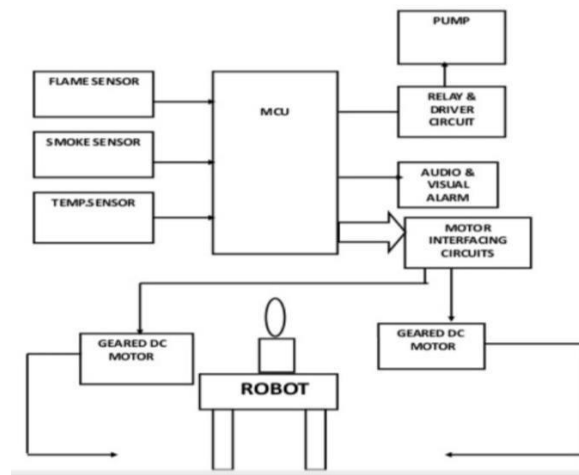 PUMP
FLAME SENSOR
MCU
RELAY &
DRIVER
CIRCUIT
SMOKE SENSOR
AUDIO &
VISUAL
ALARM
TEMP.SENSOR
MOTOR
INTERFACING
CIRCUITS
GEARED DC
MOTOR
GEARED DC
MOTOR
ROBOT